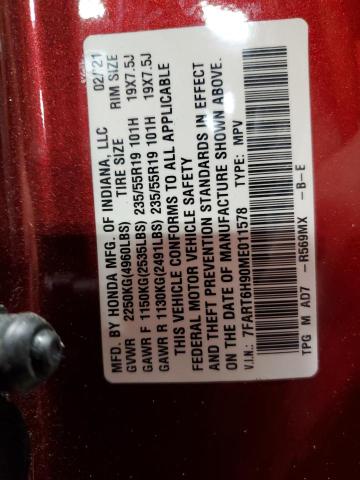 MFD. BY HONDA MFG. OF INDIANA, LLC 02/21
GVWR 2250KG(4960LBS) TIRE SIZE RIM SIZE
GAWR F 1150KG(2535LBS) 235/55R19 101H 19X7.5J
GAWR R 1130KG(2491LBS) 235/55R19 101H 19X7.5J
THIS VEHICLE CONFORMS TO ALL APPLICABLE
FEDERAL MOTOR VEHICLE SAFETY
AND THEFT PREVENTION STANDARDS IN EFFECT
ON THE DATE OF MANUFACTURE SHOWN ABOVE.
V.I.N.: 7FART6H90ME011578 TYPE: MPV
TPG M AD7 -R569MX -B-E